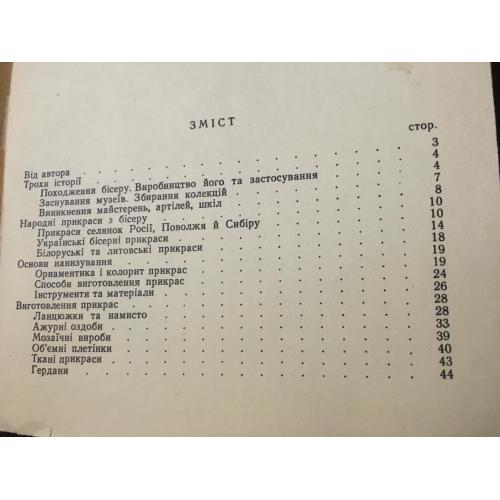 ЗМІСТ
стор.
Від автора . . . . . . . . . . 3
Трохи історії . . . . . . . . . . 4
Походження бісеру. Виробництво його та застосування 4
Заснування музеїв. Збирання колекцій . . . . . 7
Виникнення майстерень, артілей, шкіл . . . . . 8
Народні прикраси з бісеру . . . . . . . . 10
Прикраси селянок Росії, Поволжя й Сибіру . . . . 10
Українські бісерні прикраси . . . . . . . 14
Білоруські та литовські прикраси . . . . . . 18
Основи нанизування . . . . . . . . . 19
Орнаментика і колорит прикрас . . . . . . 19
Способи виготовлення прикрас . . . . . . 24
Інструменти та матеріали . . . . . . . 26
Виготовлення прикрас . . . . . . . . . 28
Ланцюжки та намисто . . . . . . . . 28
Ажурні оздоби . . . . . . . . . 33
Мозаїчні вироби . . . . . . . . . 39
Об'ємні плетінки . . . . . . . . . 40
Ткані прикраси . . . . . . . . . 43
Гердани . . . . . . . . . . 44